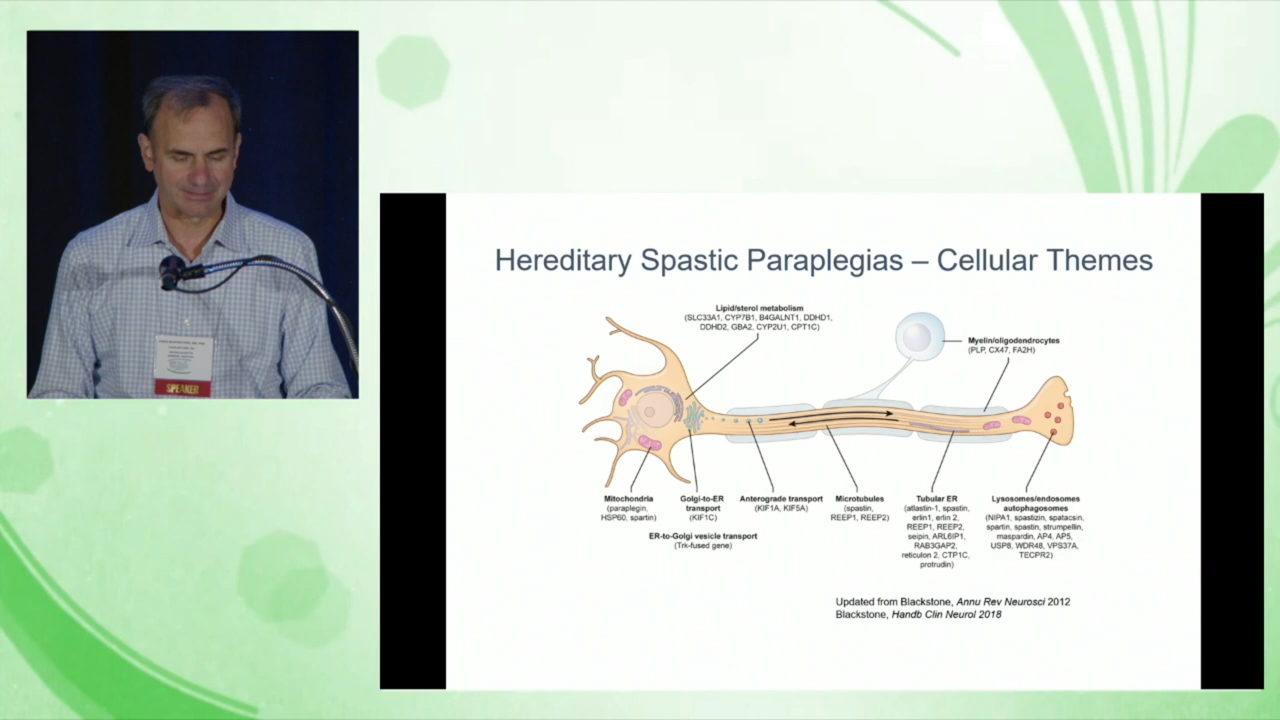 SPEAKER
Hereditary Spastic Paraplegias – Cellular Themes
Lipid/sterol metabolism
(SLC33A1, CYP7B1, B4GALNT1, DDHD1,
DDHD2, GBA2, CYP2U1, CPT1C)
Myelin/oligodendrocytes
(PLP, CX47, FA2H)
Mitochondria
(paraplegin,
HSP60, spartin)
Golgi-to-ER
transport
(KIF1C)
ER-to-Golgi vesicle transport
(Trk-fused gene)
Anterograde transport
(KIF1A, KIF5A)
Microtubules
(spastin,
REEP1, REEP2)
Tubular ER
(atlastin-1, spastin,
erlin1, erlin 2,
REEP1, REEP2,
seipin, ARL6IP1,
RAB3GAP2,
reticulon 2, CTP1C,
protrudin)
Lysosomes/endosomes
autophagosomes
(NIPA1, spastizin, spatacsin,
spartin, spastin, strumpellin,
maspardin, AP4, AP5,
USP8, WDR48, VPS37A,
TECPR2)
Updated from Blackstone, Annu Rev Neurosci 2012
Blackstone, Handb Clin Neurol 2018